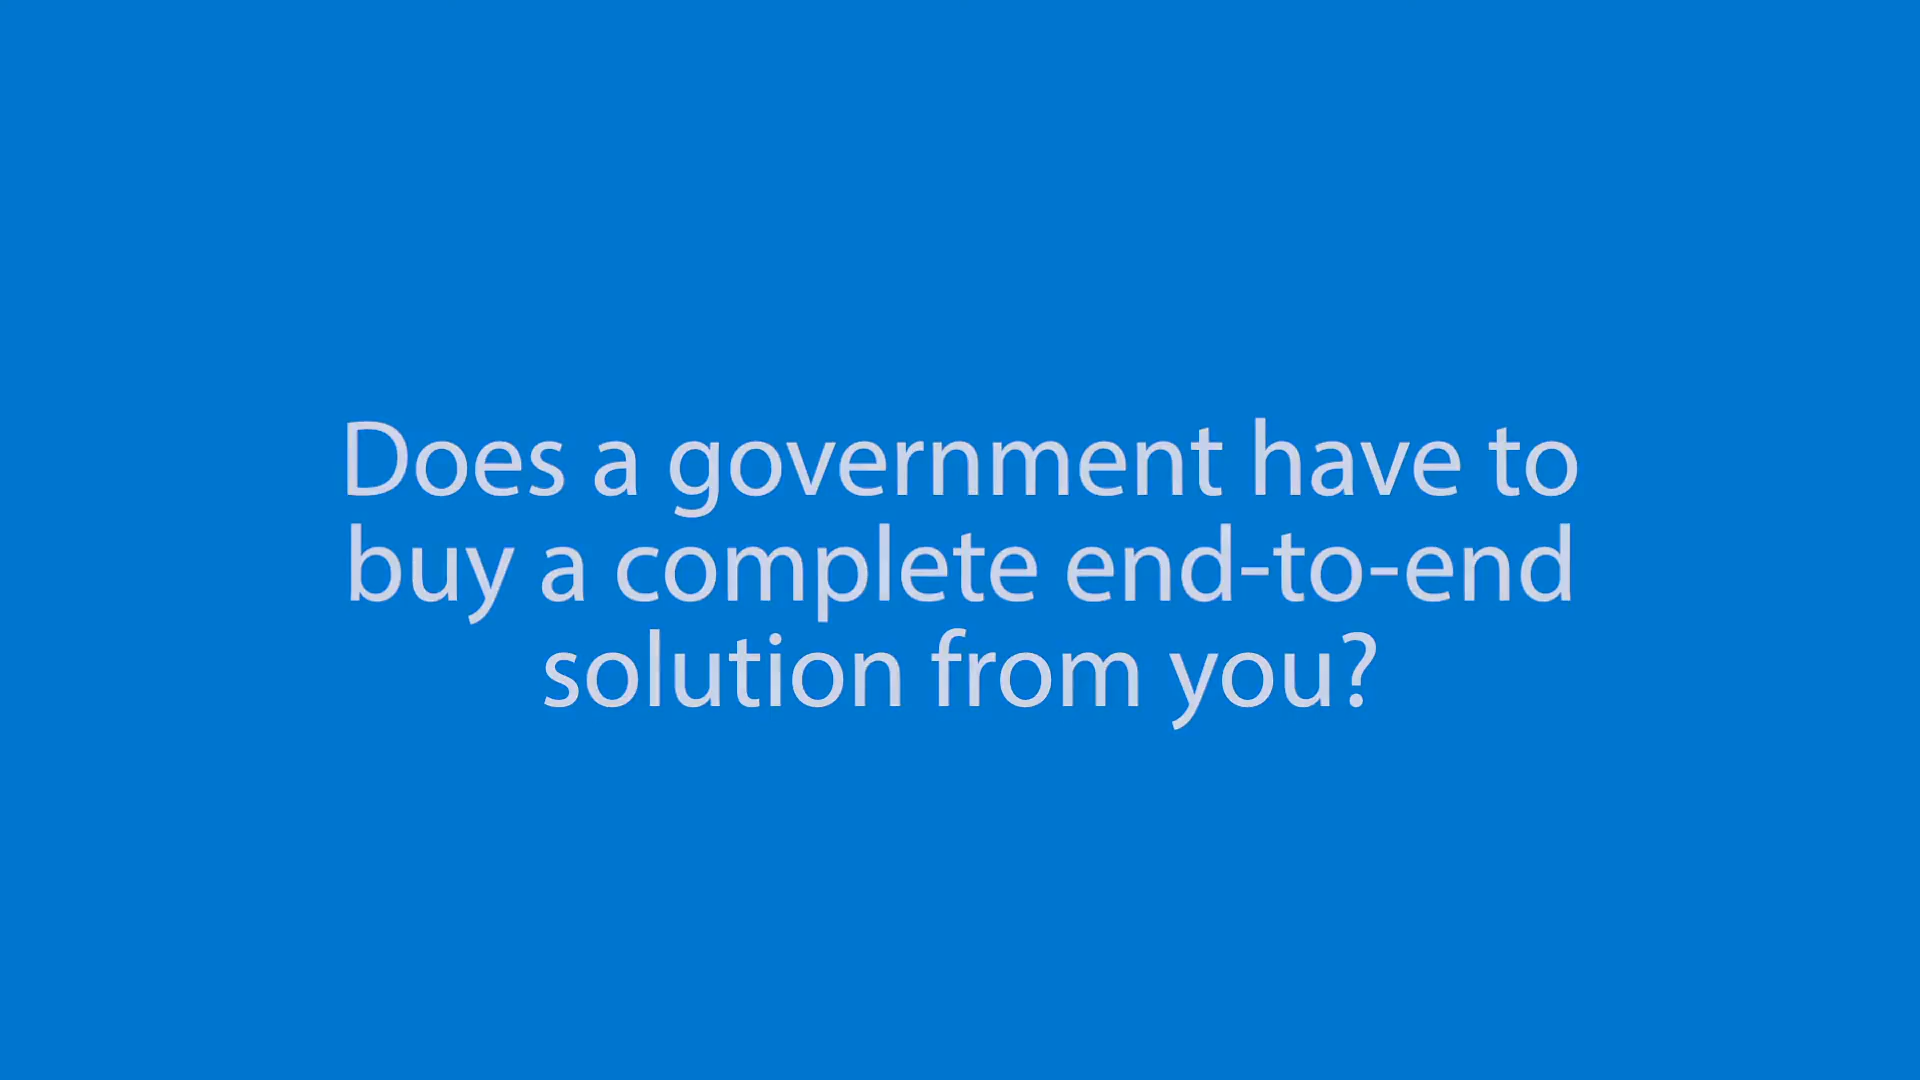 Does a government have to
buy a complete end-to-end
solution from you?